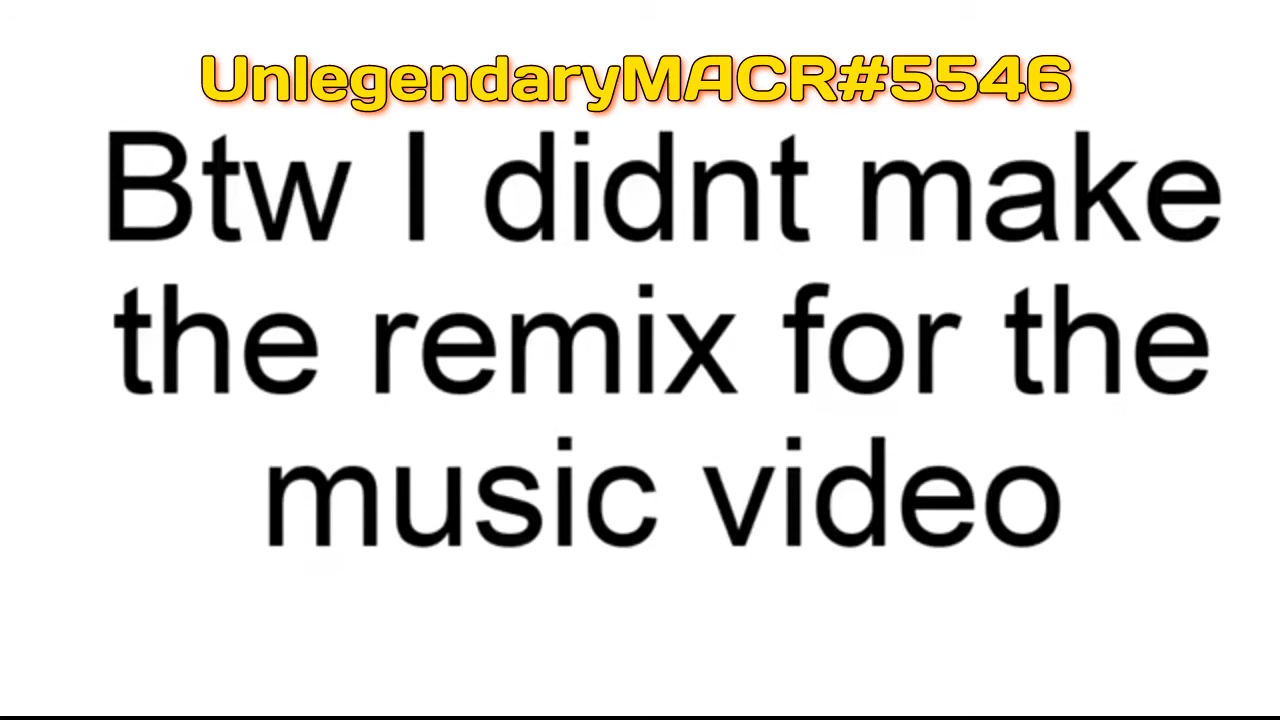 UnlegendaryMACR#5546
Btw I didnt make
the remix for the
music video